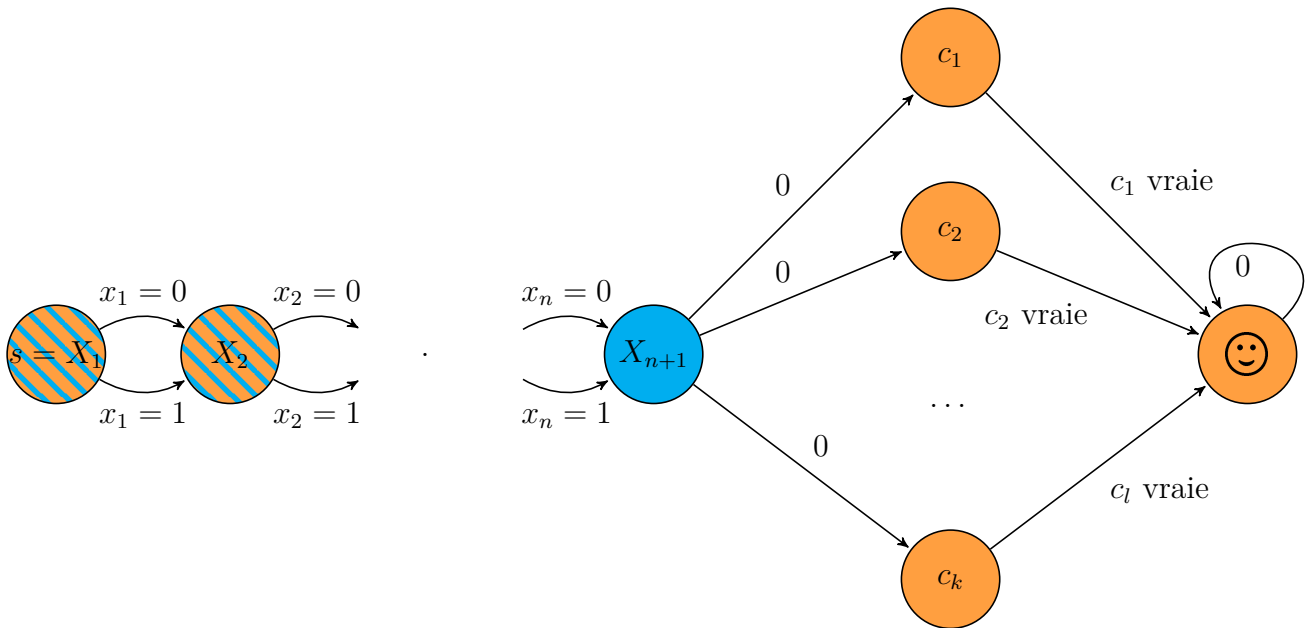 c_1
0
c_1 vraie
c_2
0
0
c_2 vraie
x_1 = 0
x_2 = 0
x_n = 0
s = X_1
X_2
.
X_{n+1}
x_1 = 1
x_2 = 1
x_n = 1
...
0
c_l vraie
c_k